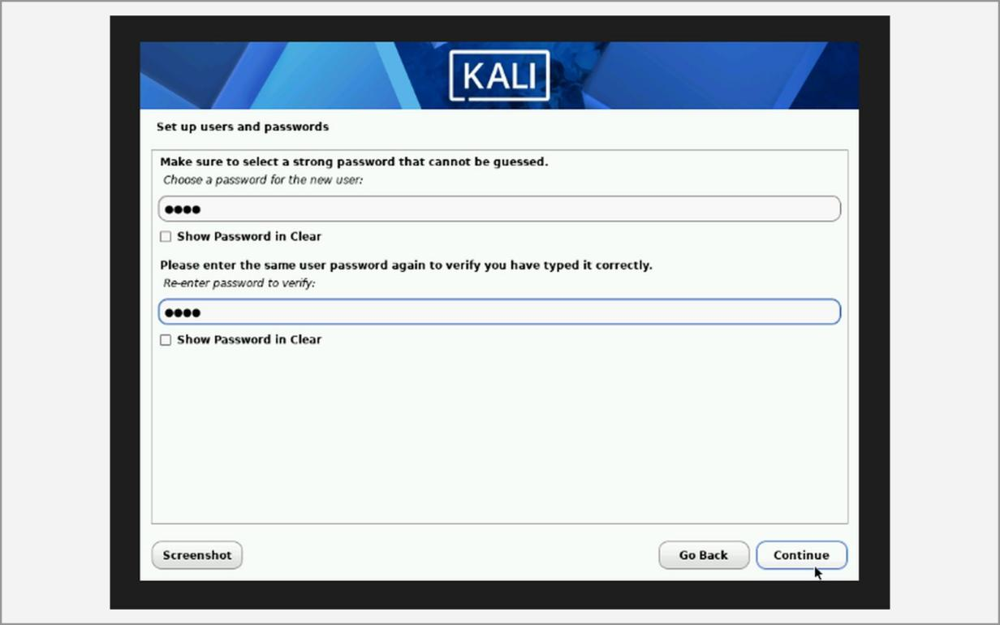 KALI
Set up users and passwords
Make sure to select a strong password that cannot be guessed.
Choose a password for the new user:
●●●●
Show Password in Clear
Please enter the same user password again to verify you have typed it correctly.
Re-enter password to verify:
●●●●
Show Password in Clear
Screenshot
Go Back
Continue